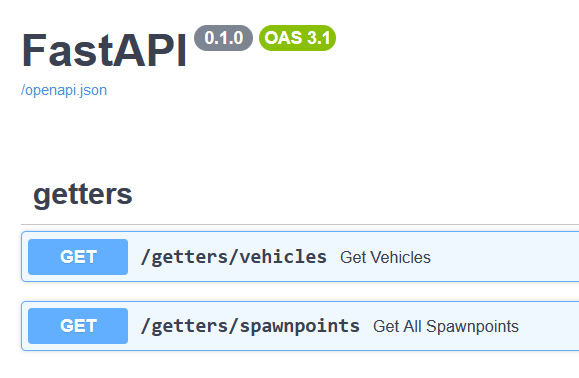 FastAPI 0.1.0 OAS 3.1
/openapi.json
getters
GET /getters/vehicles Get Vehicles
GET /getters/spawnpoints Get All Spawnpoints